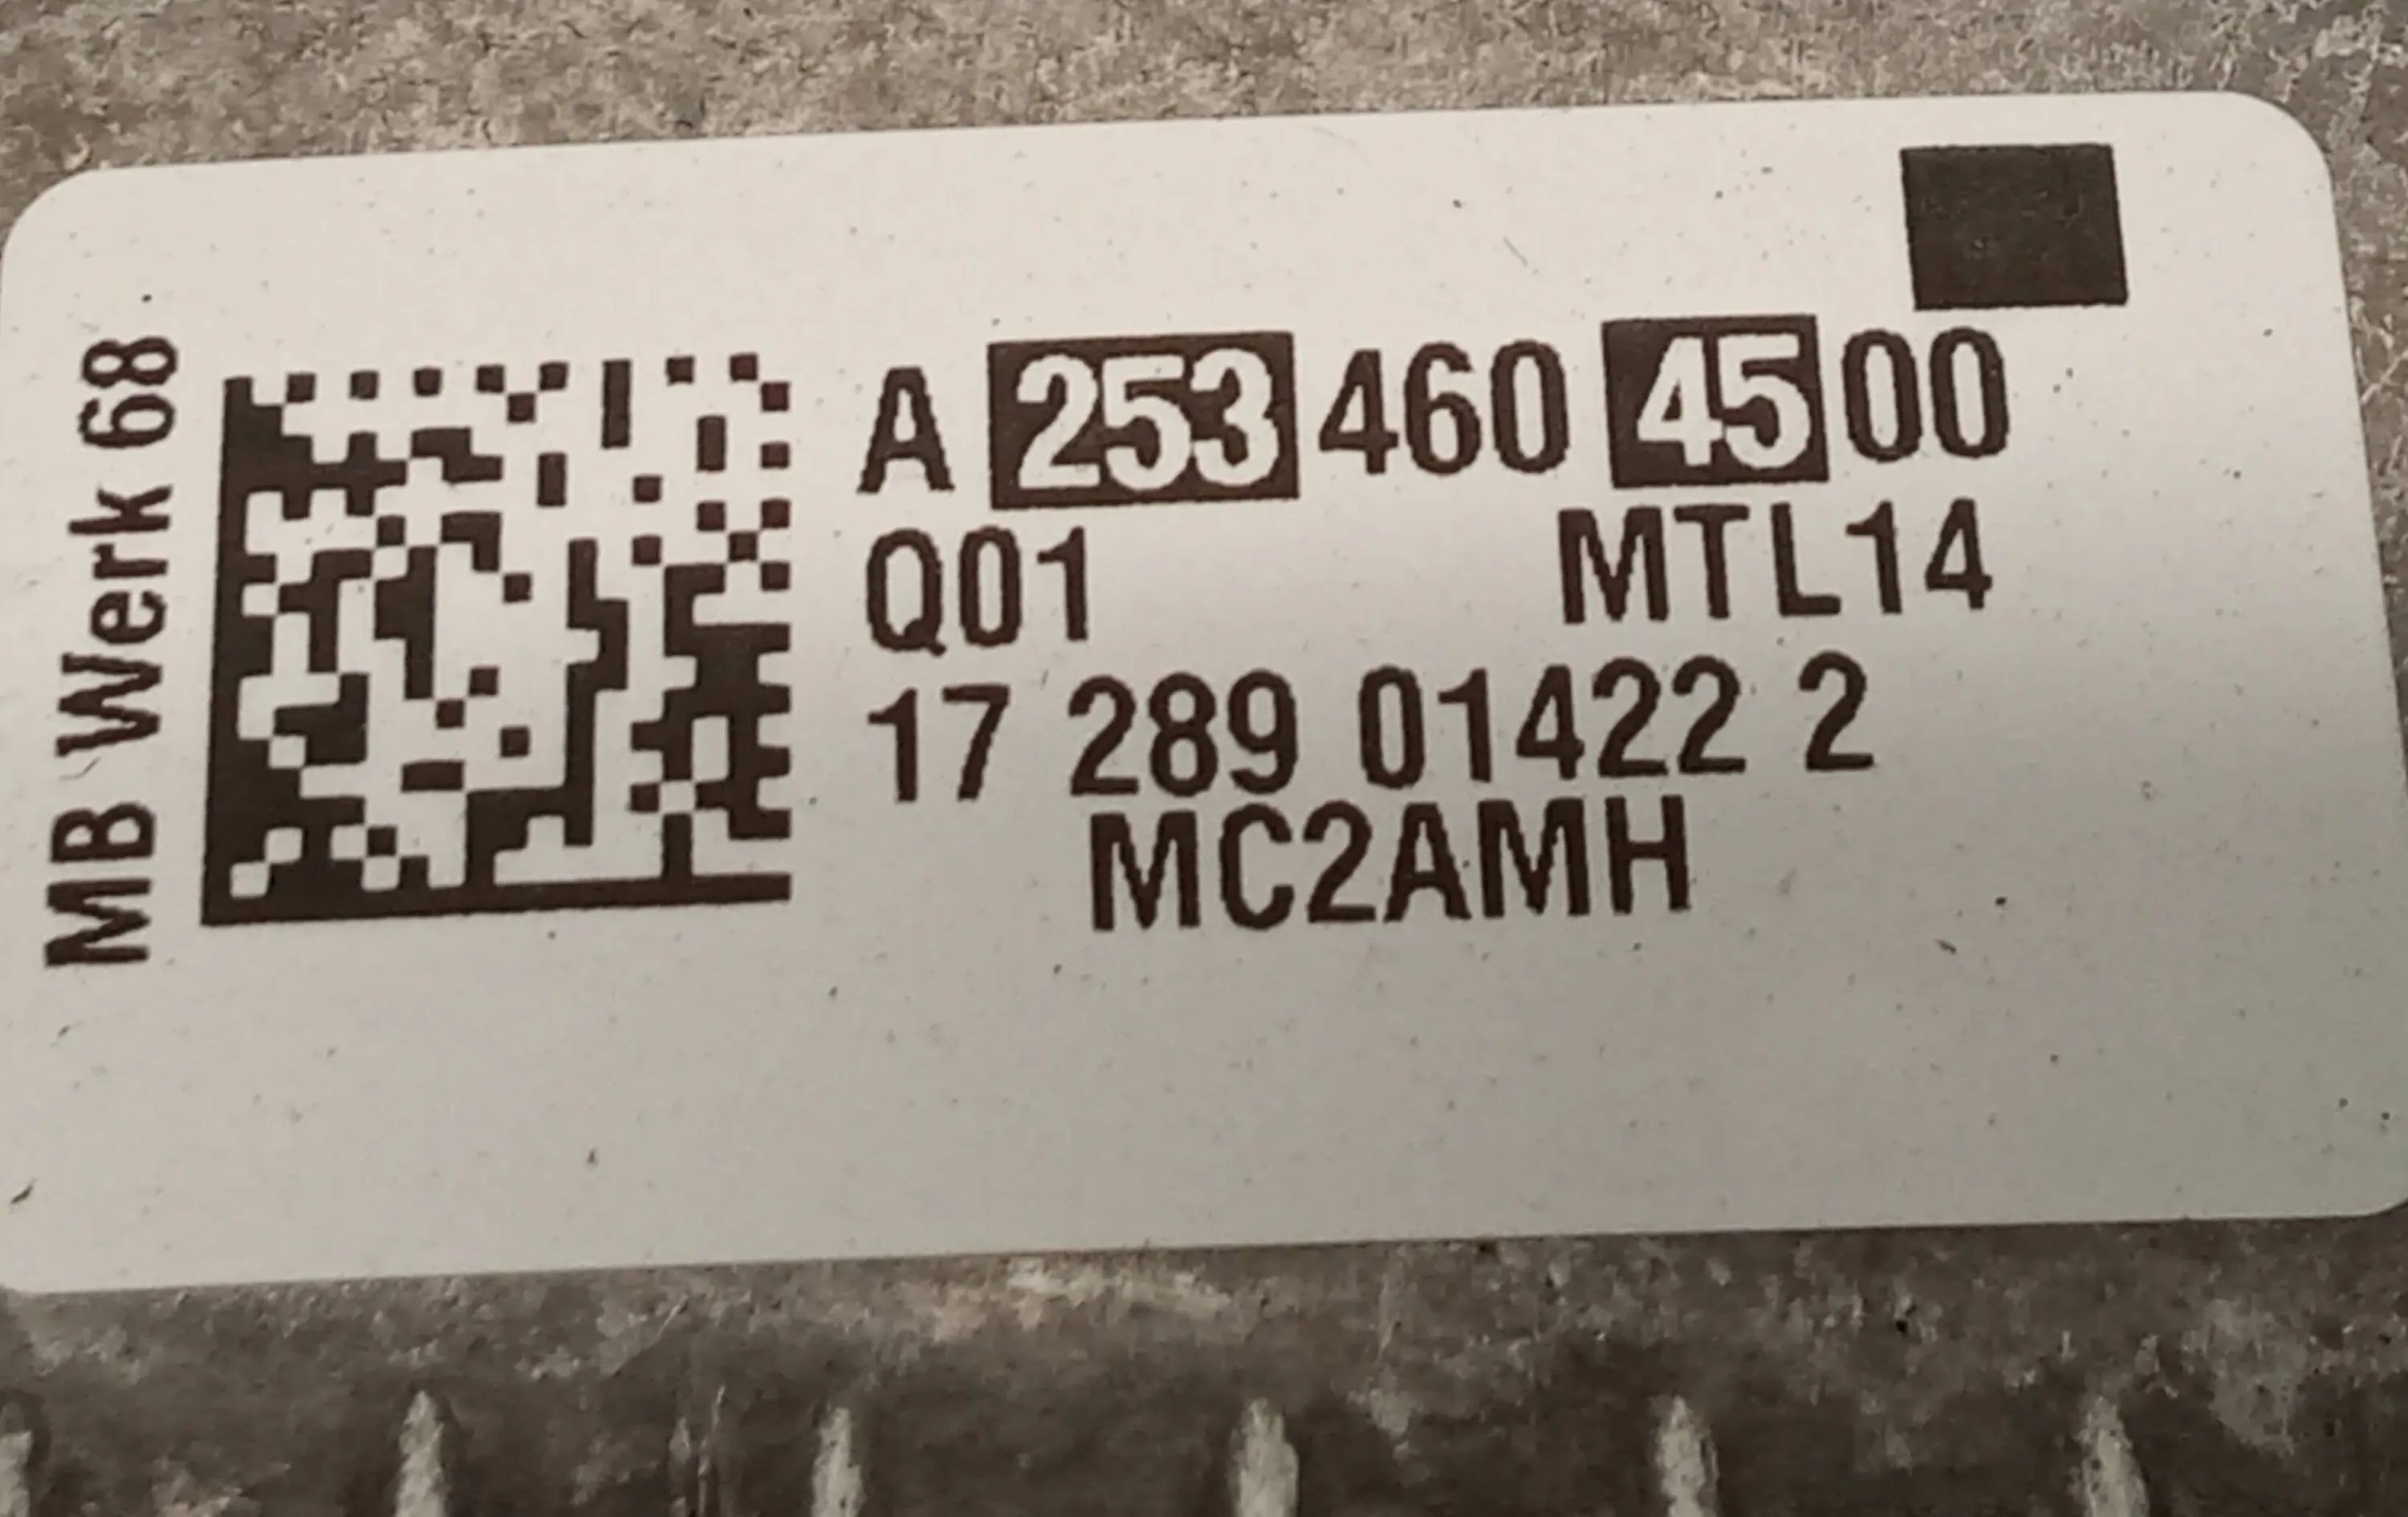 MB Werk 68
A 253 460 45 00
Q01 MTL14
17 289 01422 2
MC2AMH